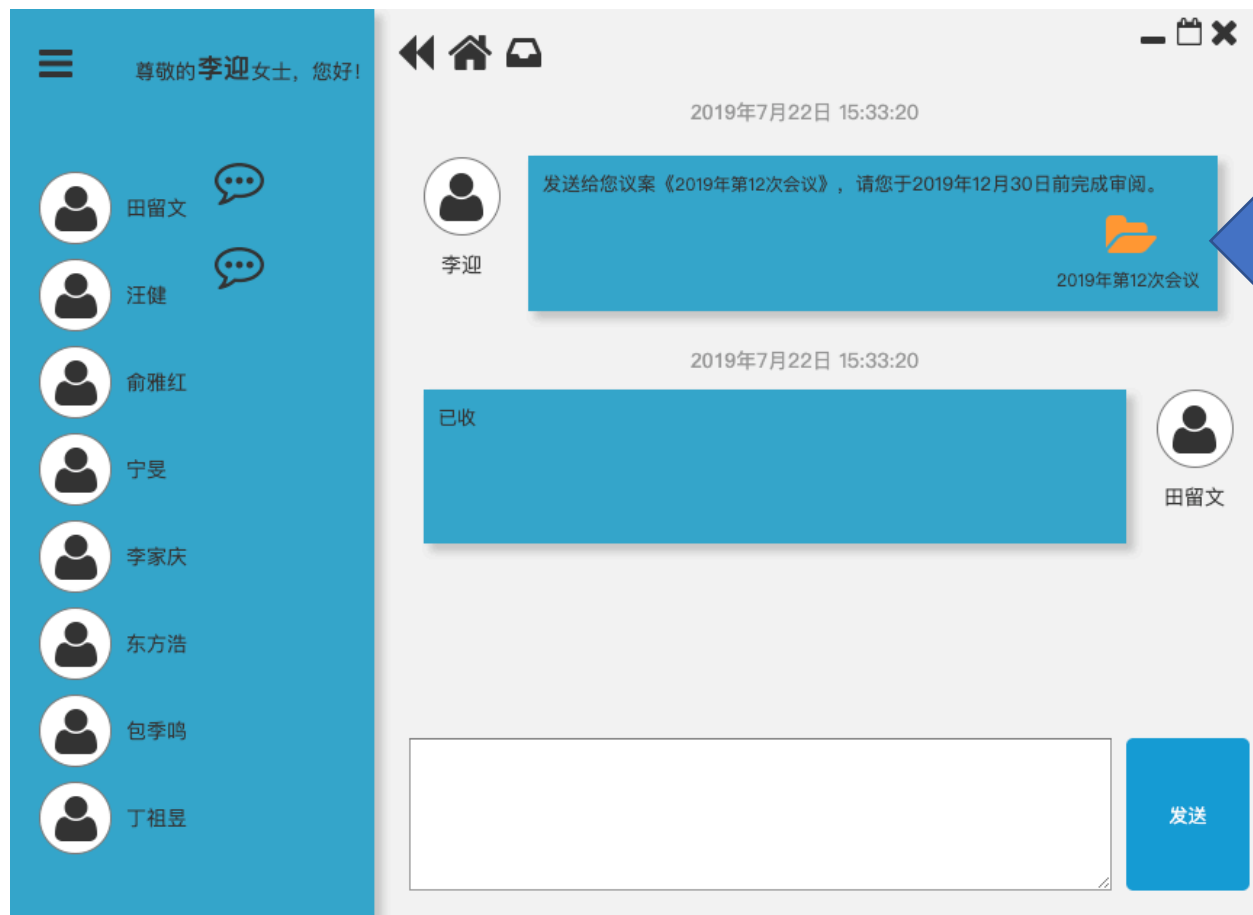 尊敬的李迎女士，您好！
田留文
汪健
俞雅红
宁旻
李家庆
东方浩
包季鸣
丁祖昱
2019年7月22日 15:33:20
发送给您议案《2019年第12次会议》，请您于2019年12月30日前完成审阅。
2019年第12次会议
李迎
2019年7月22日 15:33:20
已收
田留文
发送